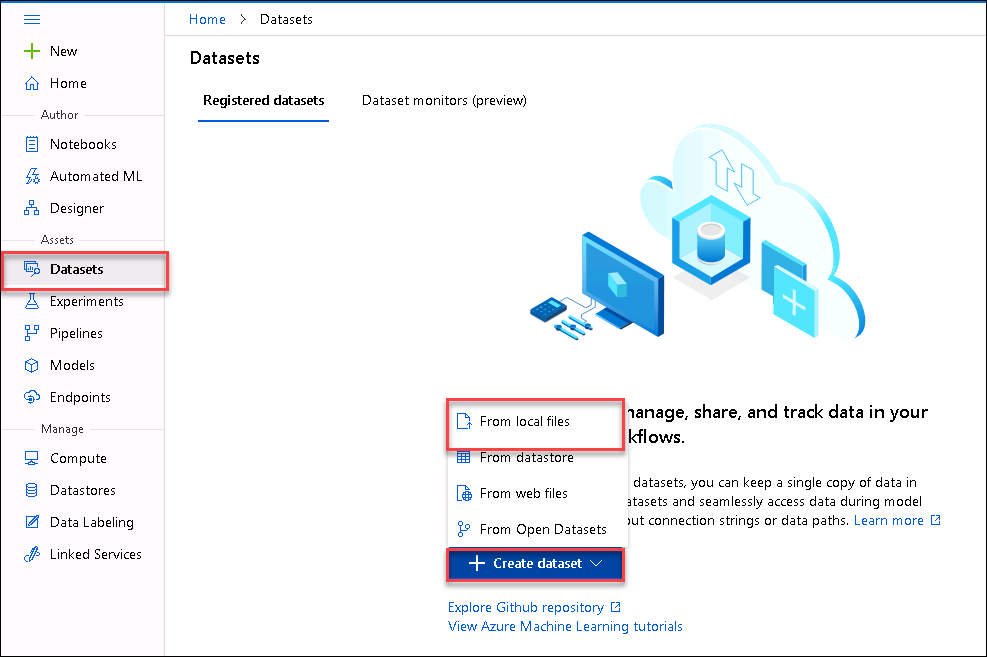 Home > Datasets
New
Home
Author
Notebooks
Automated ML
Designer
Assets
Datasets
Experiments
Pipelines
Models
Endpoints
Manage
Compute
Datastores
Data Labeling
Linked Services
Datasets
Registered datasets
Dataset monitors (preview)
manage, share, and track data in your
kflows.
datasets, you can keep a single copy of data in
atasets and seamlessly access data during model
out connection strings or data paths. Learn more
From local files
From datastore
From web files
From Open Datasets
Create dataset
Explore Github repository
View Azure Machine Learning tutorials